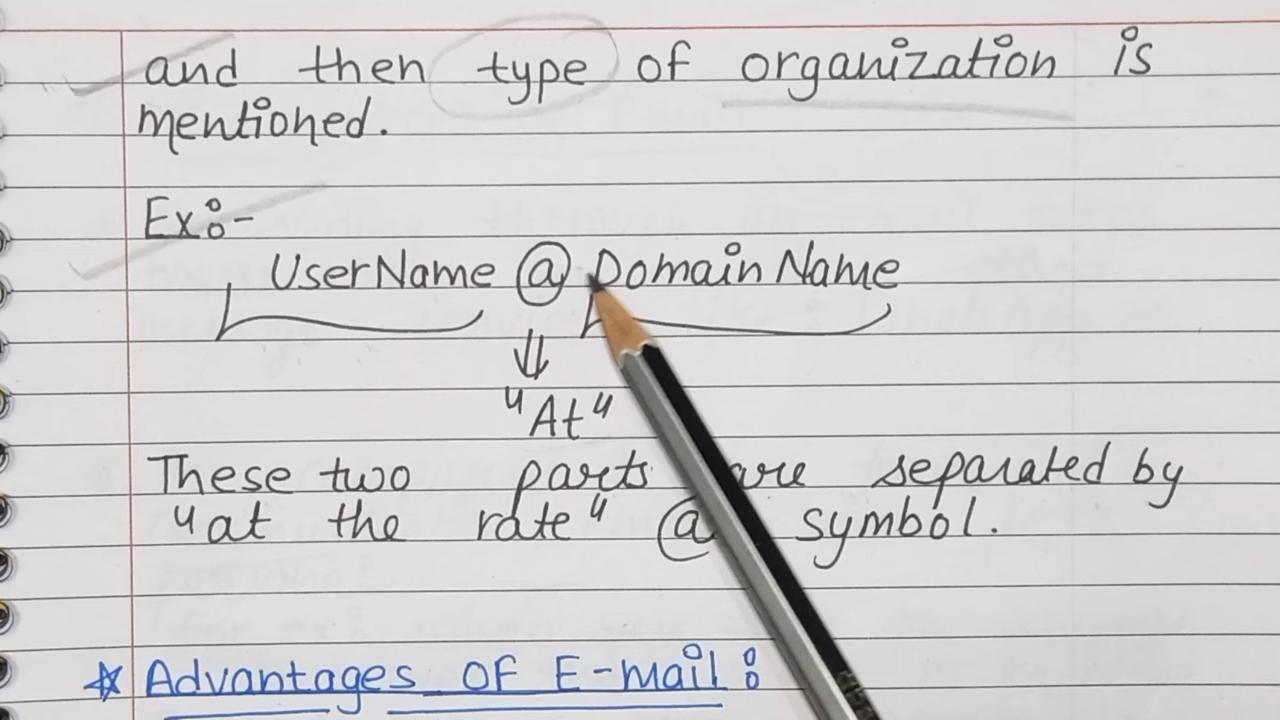 and then type of organization is
mentioned.
Ex:-
UserName @ DomainName
"At"
These two parts are separated by
"at the rate" @ symbol.
Advantages of E-mail: